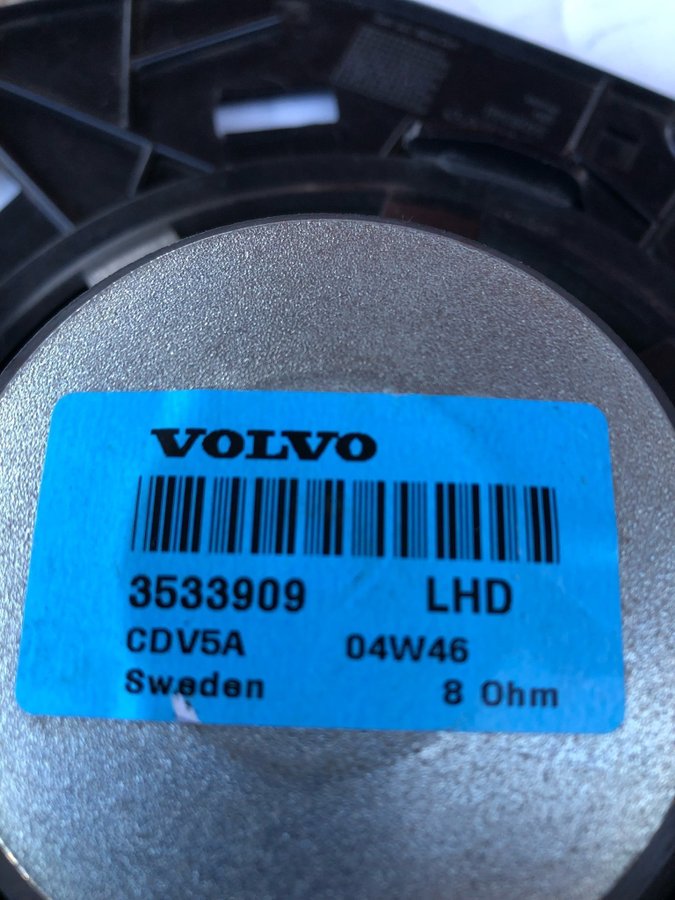 VOLVO
3533909 LHD
CDV5A 04W46
Sweden 8 Ohm